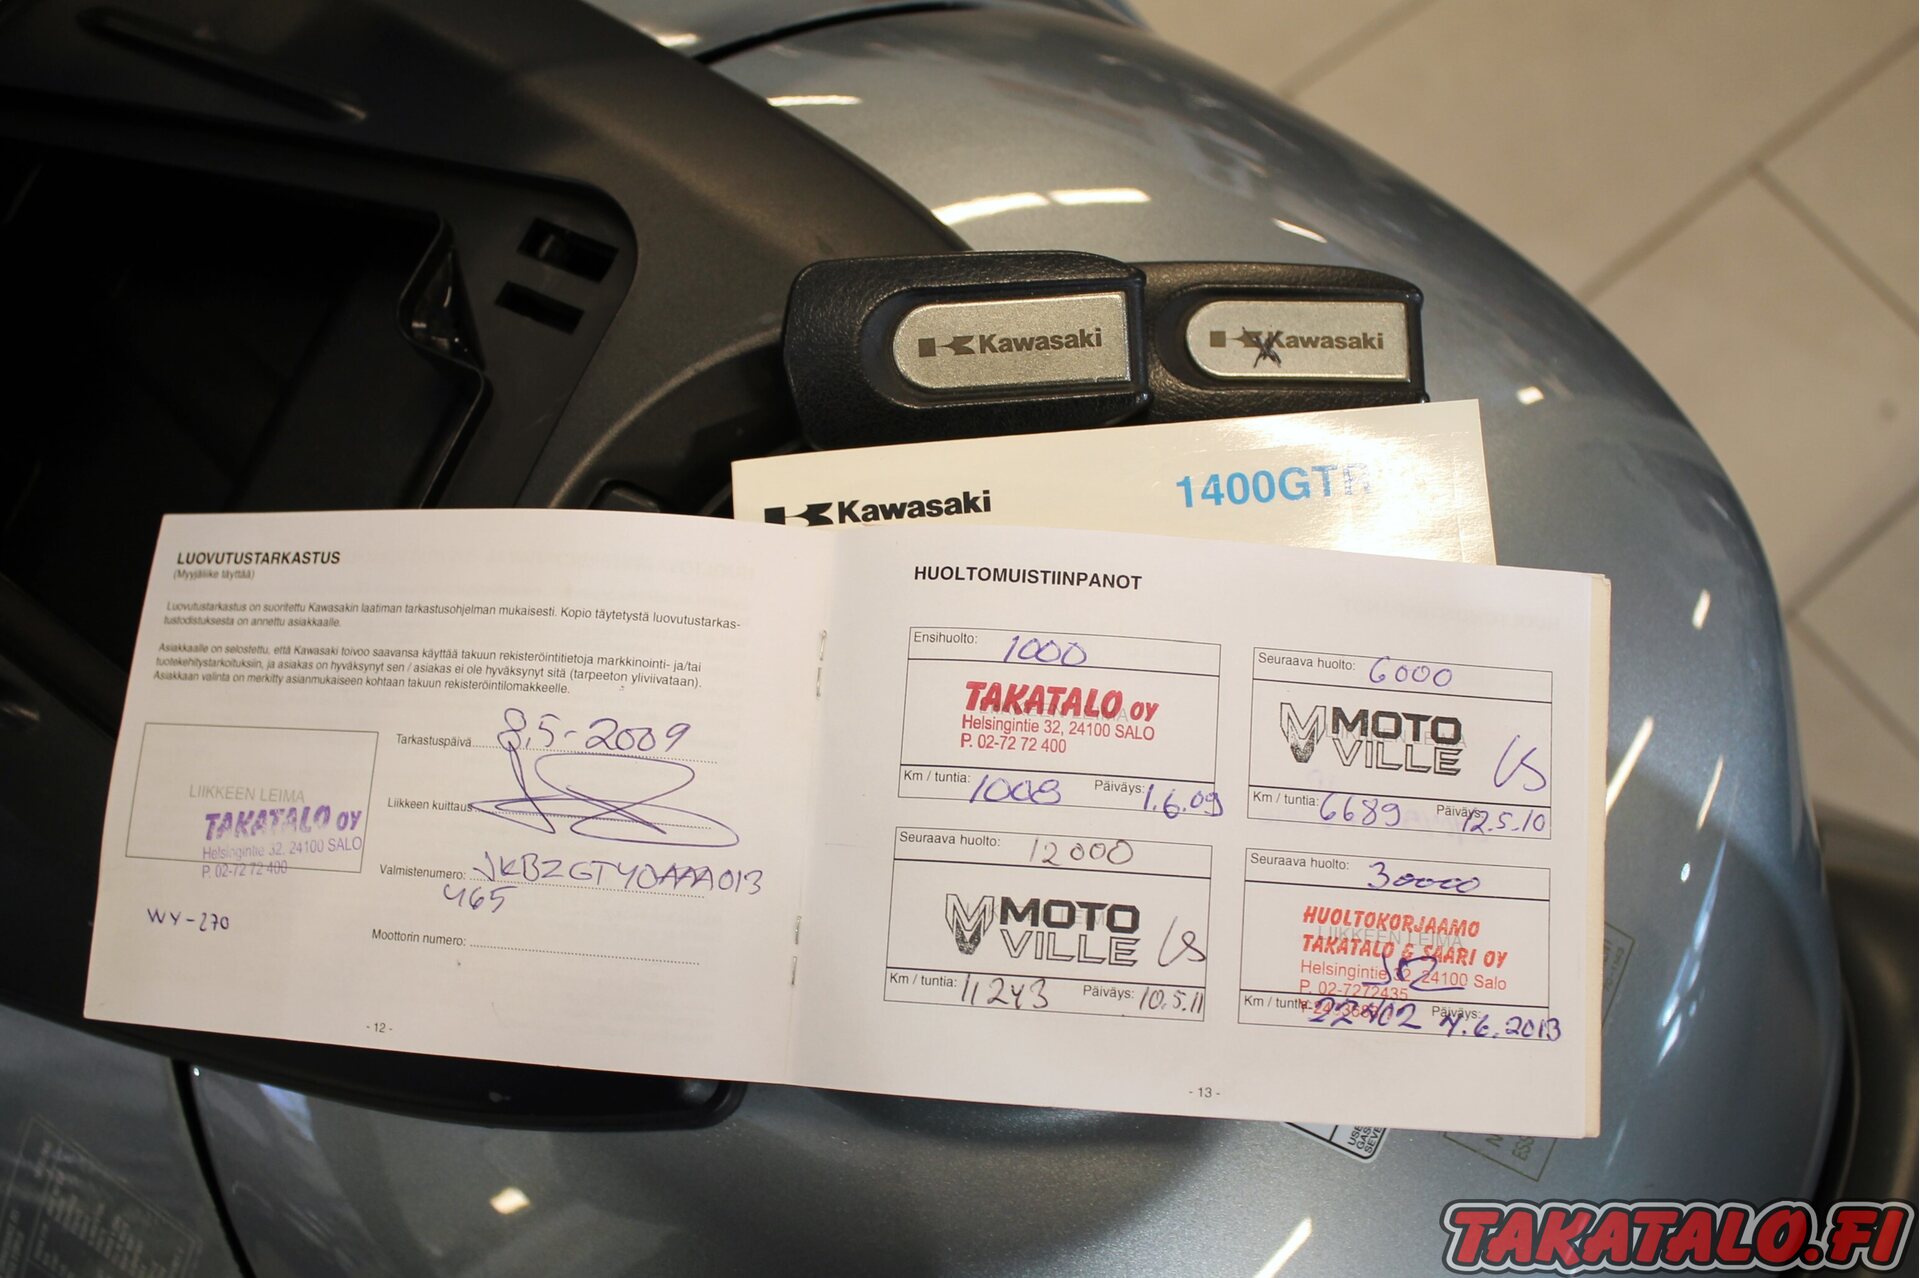 Kawasaki
Kawasaki
Kawasaki
1400GTR
LUOVUTUSTARKASTUS
(Myyjäliike täyttää)
Luovutustarkastus on suoritettu Kawasakin laatiman tarkastusohjelman mukaisesti. Kopio täytetystä luovutustarkas-
tustodistuksesta on annettu asiakkaalle.
Asiakkaalle on selostettu, että Kawasaki toivoo saavansa käyttää takuun rekisteröintitietoja markkinointi- ja/tai
tuotekehitystarkoituksiin, ja asiakas on hyväksynyt sen / asiakas ei ole hyväksynyt sitä (tarpeeton yliviivataan).
Asiakkaan valinta on merkitty asianmukaiseen kohtaan takuun rekisteröintilomakkeelle.
Tarkastuspäivä 8.5-2009
Liikkeen kuittaus
LIIKKEEN LEIMA
TAKATALO OY
Helsingintie 32, 24100 SALO
P. 02-72 72 400
Valmistenumero: JKBZGTYOAAA013
465
WY-270
Moottorin numero:
- 12 -
HUOLTOMUISTIINPANOT
Ensihuolto: 1000
TAKATALO OY
Helsingintie 32, 24100 SALO
P. 02-72 72 400
Km / tuntia: 1008 Päiväys: 1.6.09
Seuraava huolto: 6000
MOTO
VILLE
Km / tuntia: 6689 Päiväys: 12.5.10
Seuraava huolto: 12000
MOTO
VILLE
Km / tuntia: 11243 Päiväys: 10.5.11
Seuraava huolto: 30000
HUOLTOKORJAAMO
LIIKKEEN LEIMA
TAKATALO & SAARI OY
Helsingintie 32, 24100 Salo
P. 02-7272435
Km / tuntia: 22402 Päiväys: 4.6.2013
- 13 -
TAKATALO.FI